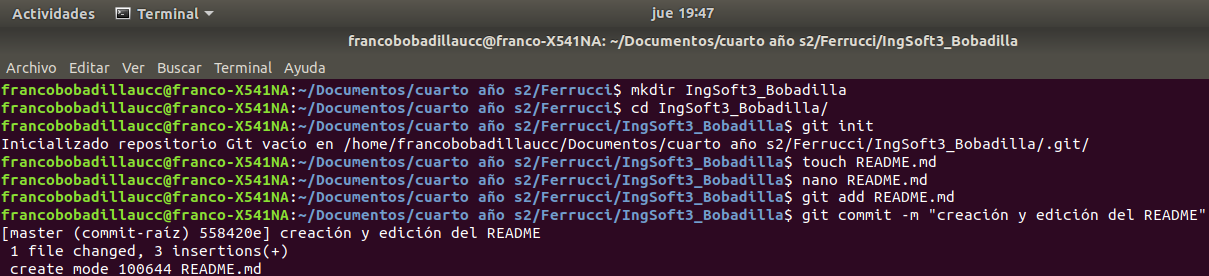 Actividades Terminal jue 19:47
francobobadillaucc@franco-X541NA: ~/Documentos/cuarto año s2/Ferrucci/IngSoft3_Bobadilla
Archivo Editar Ver Buscar Terminal Ayuda
francobobadillaucc@franco-X541NA:~/Documentos/cuarto año s2/Ferrucci$ mkdir IngSoft3_Bobadilla
francobobadillaucc@franco-X541NA:~/Documentos/cuarto año s2/Ferrucci$ cd IngSoft3_Bobadilla/
francobobadillaucc@franco-X541NA:~/Documentos/cuarto año s2/Ferrucci/IngSoft3_Bobadilla$ git init
Inicializado repositorio Git vacío en /home/francobobadillaucc/Documentos/cuarto año s2/Ferrucci/IngSoft3_Bobadilla/.git/
francobobadillaucc@franco-X541NA:~/Documentos/cuarto año s2/Ferrucci/IngSoft3_Bobadilla$ touch README.md
francobobadillaucc@franco-X541NA:~/Documentos/cuarto año s2/Ferrucci/IngSoft3_Bobadilla$ nano README.md
francobobadillaucc@franco-X541NA:~/Documentos/cuarto año s2/Ferrucci/IngSoft3_Bobadilla$ git add README.md
francobobadillaucc@franco-X541NA:~/Documentos/cuarto año s2/Ferrucci/IngSoft3_Bobadilla$ git commit -m "creación y edición del README"
[master (commit-raíz) 558420e] creación y edición del README
1 file changed, 3 insertions(+)
create mode 100644 README.md